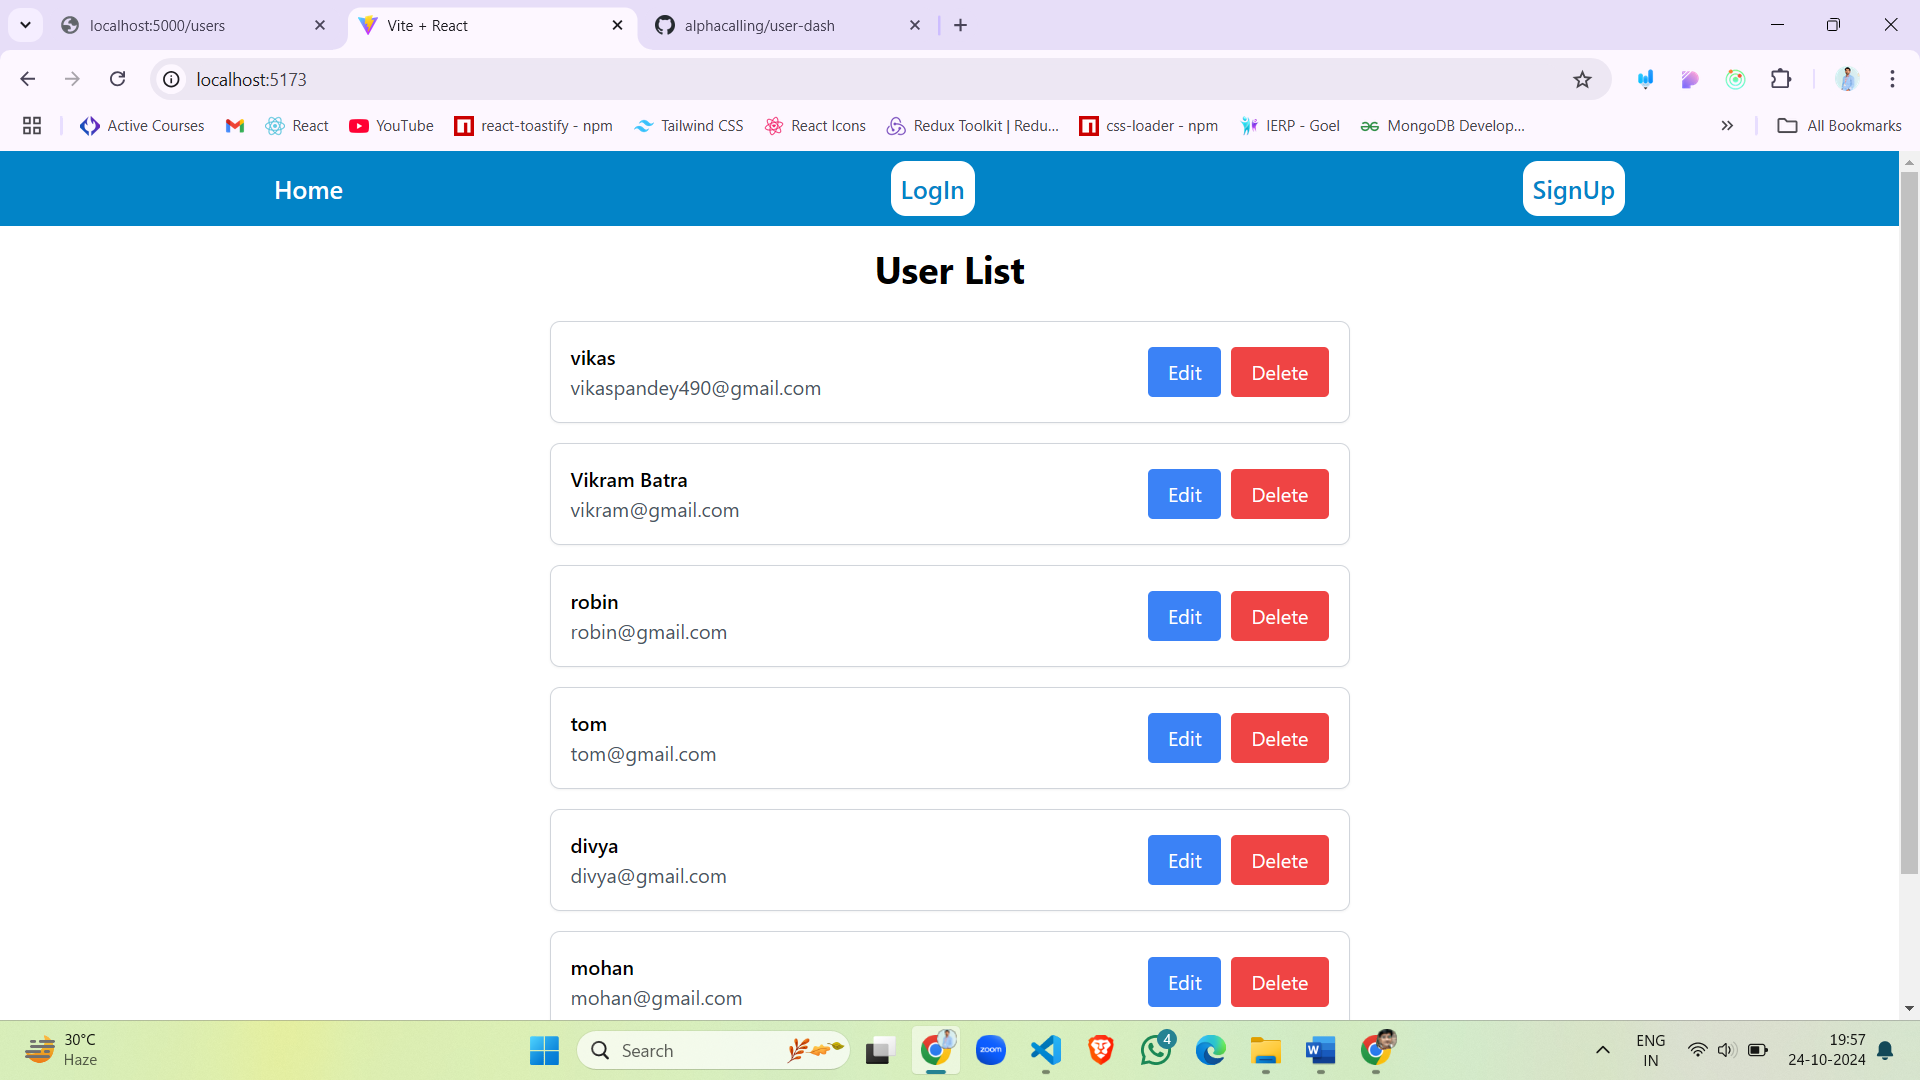 localhost:5000/users
Vite + React
alphacalling/user-dash
localhost:5173
Active Courses
React
YouTube
react-toastify - npm
Tailwind CSS
React Icons
Redux Toolkit | Redu...
css-loader - npm
IERP - Goel
MongoDB Develop...
All Bookmarks
Home
LogIn
SignUp
User List
vikas
vikaspandey490@gmail.com
Edit
Delete
Vikram Batra
vikram@gmail.com
Edit
Delete
robin
robin@gmail.com
Edit
Delete
tom
tom@gmail.com
Edit
Delete
divya
divya@gmail.com
Edit
Delete
mohan
mohan@gmail.com
Edit
Delete
30°C
Haze
Search
zoom
W
4
ENG
IN
19:57
24-10-2024